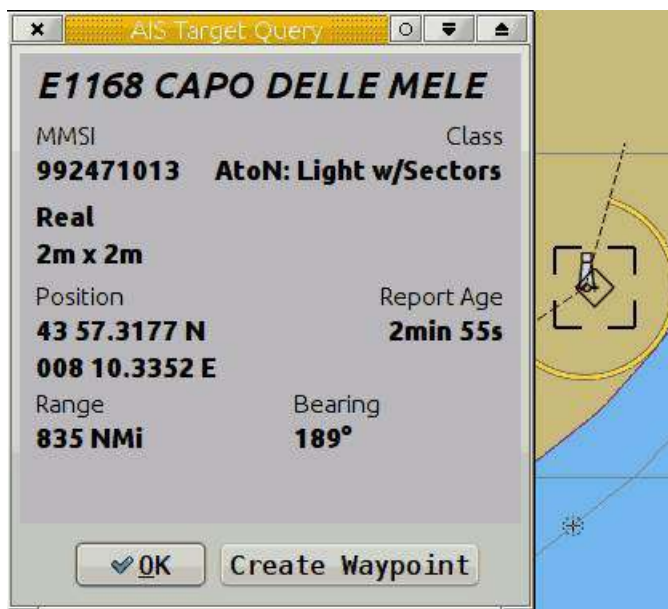 AIS Target Query
E1168 CAPO DELLE MELE
MMSI Class
992471013 AtoN: Light w/Sectors
Real
2m x 2m
Position Report Age
43 57.3177 N 2min 55s
008 10.3352 E
Range Bearing
835 NMi 189°
OK Create Waypoint